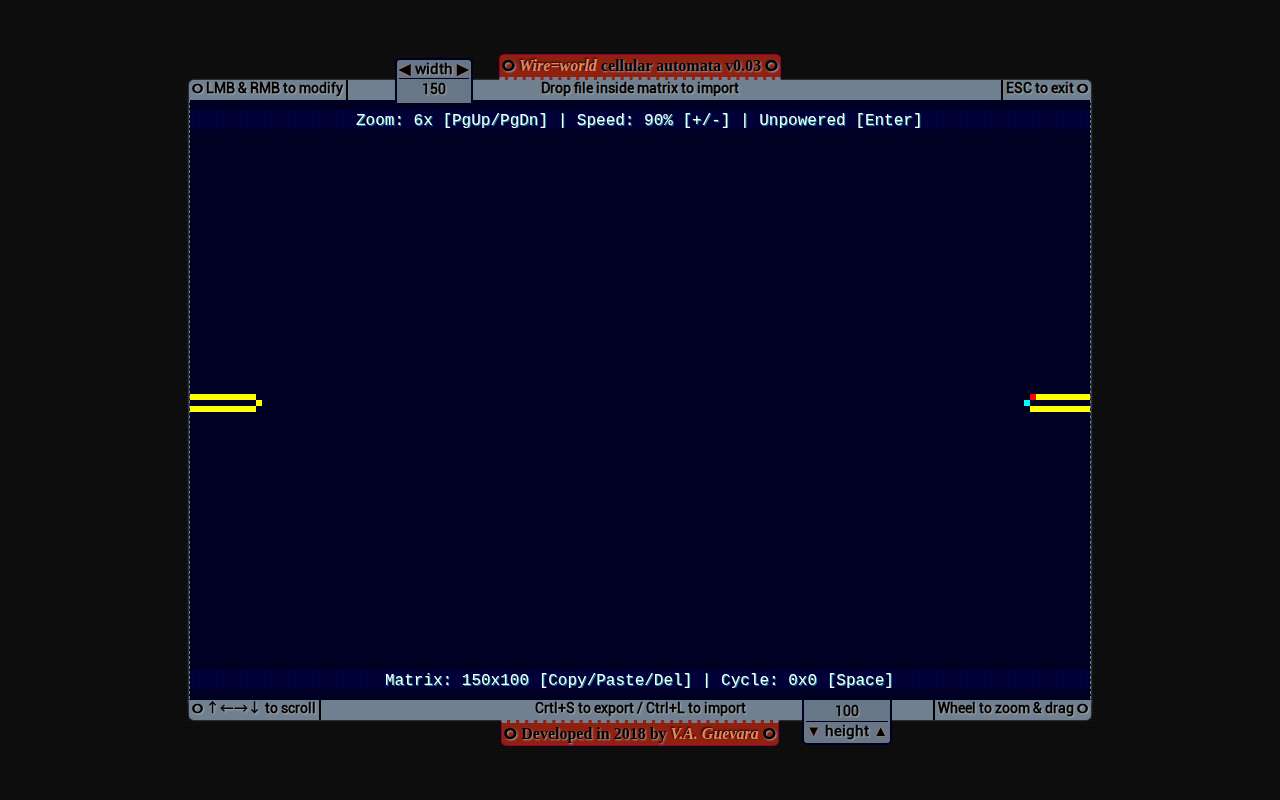 Wire=world cellular automata v0.03
◀ width ▶
150
LMB & RMB to modify
Drop file inside matrix to import
ESC to exit
Zoom: 6x [PgUp/PgDn] | Speed: 90% [+/-] | Unpowered [Enter]
Matrix: 150x100 [Copy/Paste/Del] | Cycle: 0x0 [Space]
↑←→↓ to scroll
Crtl+S to export / Ctrl+L to import
100
▼ height ▲
Wheel to zoom & drag
Developed in 2018 by V.A. Guevara